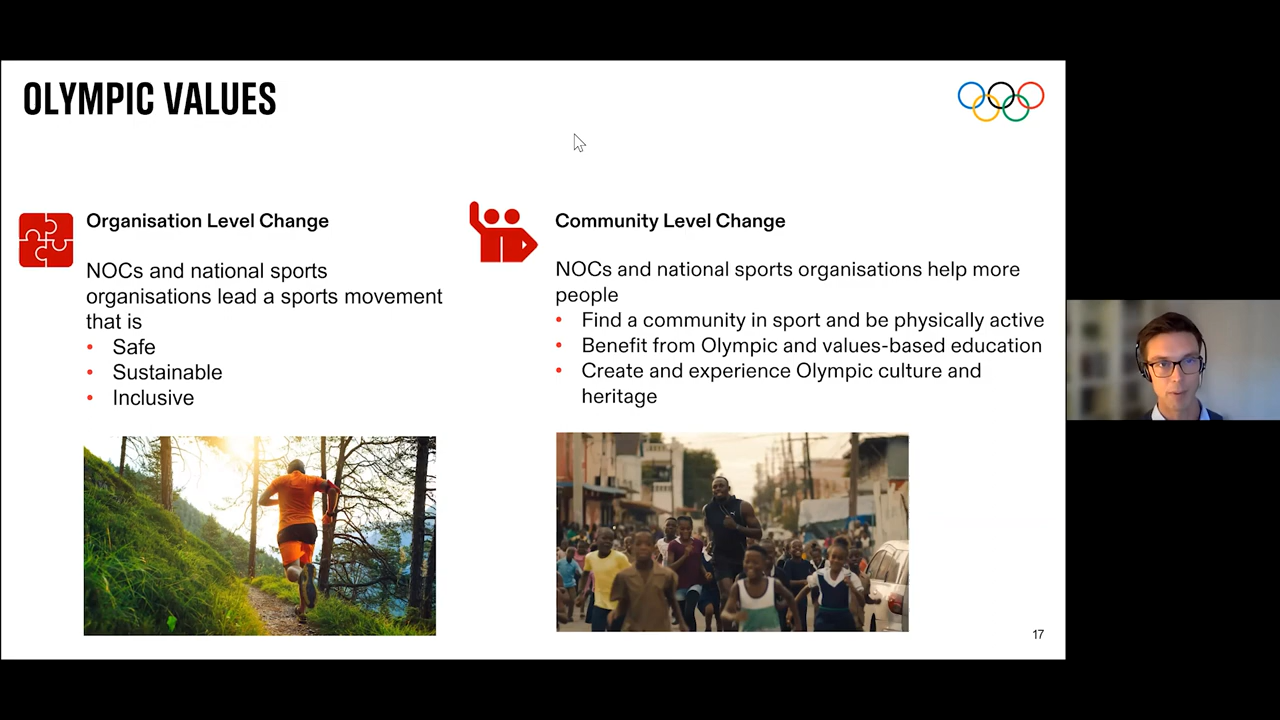 OLYMPIC VALUES
Organisation Level Change
NOCs and national sports
organisations lead a sports movement
that is
• Safe
• Sustainable
• Inclusive
Community Level Change
NOCs and national sports organisations help more
people
• Find a community in sport and be physically active
• Benefit from Olympic and values-based education
• Create and experience Olympic culture and
heritage
17